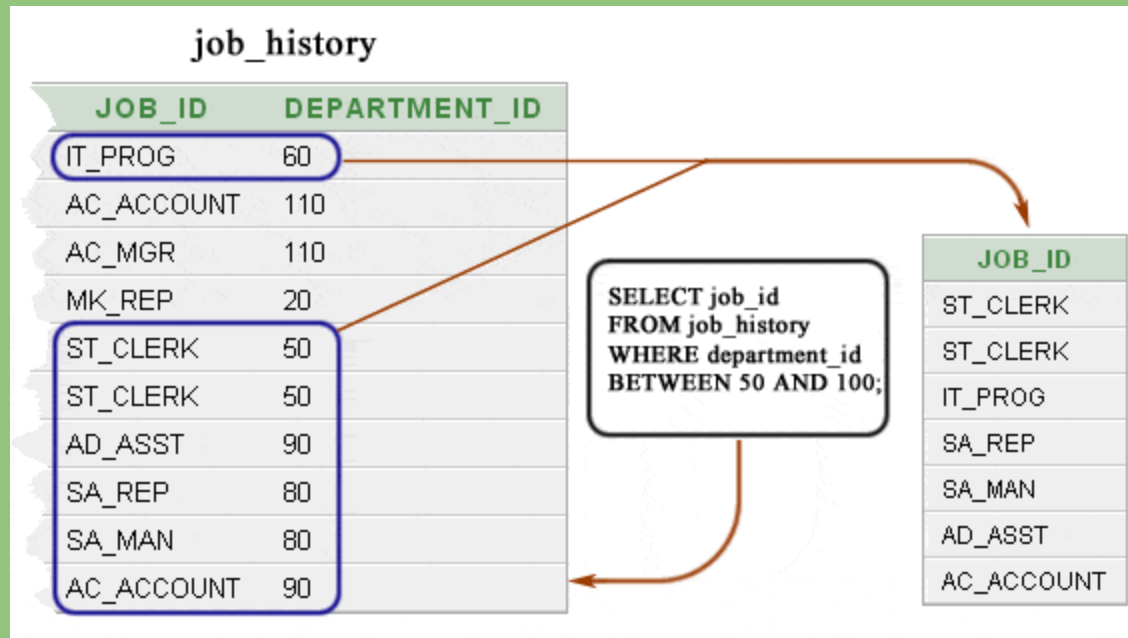 job_history
JOB_ID DEPARTMENT_ID
IT_PROG 60
AC_ACCOUNT 110
AC_MGR 110
MK_REP 20
ST_CLERK 50
ST_CLERK 50
AD_ASST 90
SA_REP 80
SA_MAN 80
AC_ACCOUNT 90
SELECT job_id
FROM job_history
WHERE department_id
BETWEEN 50 AND 100;
JOB_ID
ST_CLERK
ST_CLERK
IT_PROG
SA_REP
SA_MAN
AD_ASST
AC_ACCOUNT